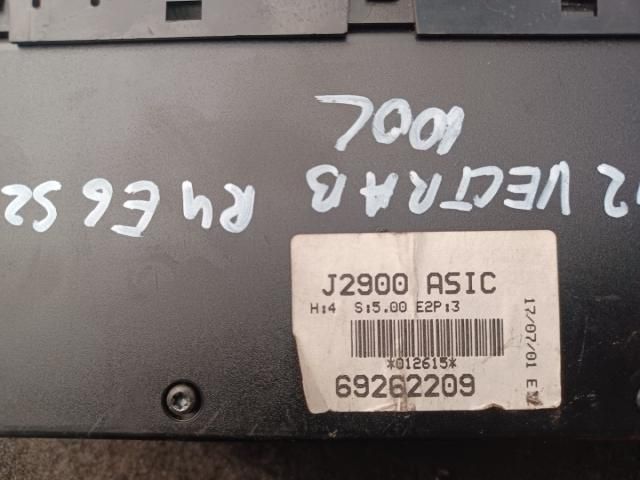 100L
VECTRA B R4 E6 S2
J2900 ASIC
H:4 S:5.00 E2P:3
*012615*
69262209
17/07/01